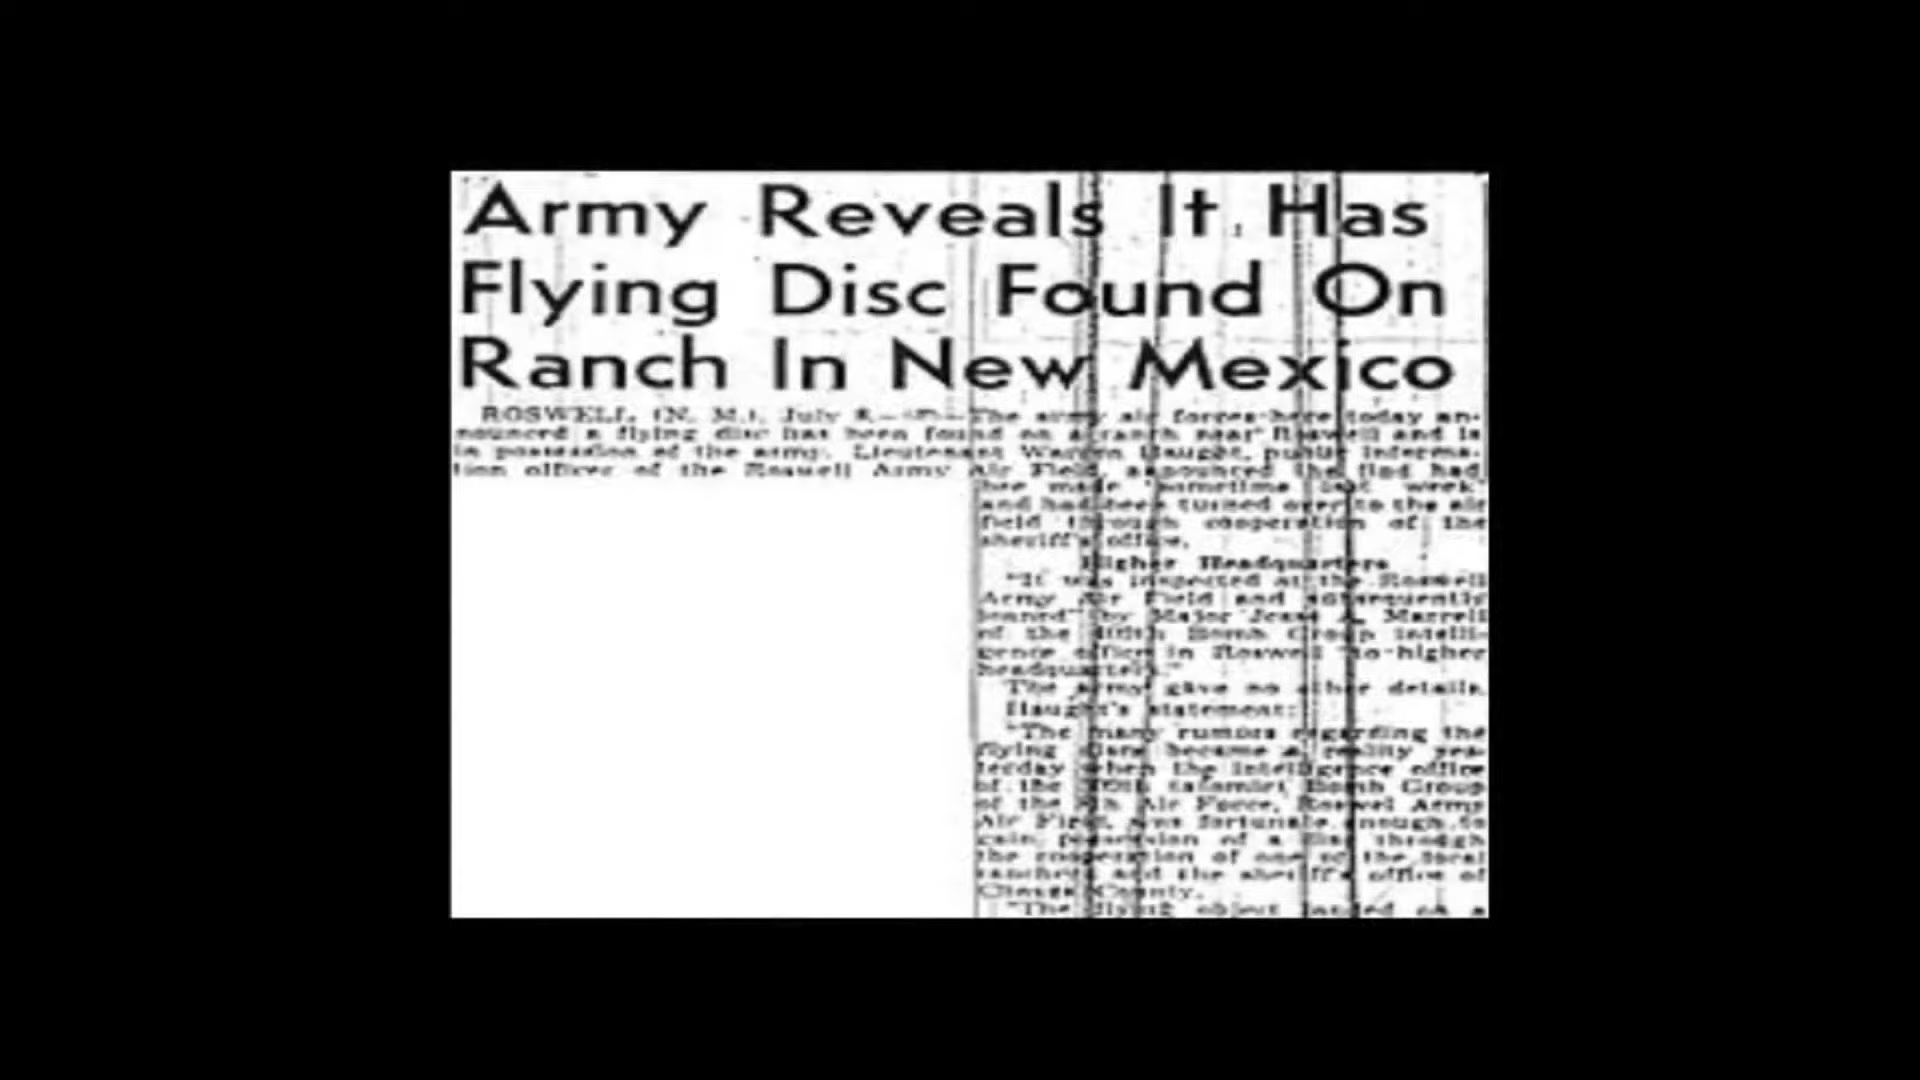 Army Reveals It Has
Flying Disc Found On
Ranch In New Mexico
ROSWELL, (N. M.), July 8.—(AP)—The army air forces here today an-
nounced a flying disc has been found on a ranch near Roswell and is
in possession of the army. Lieutenant Warren Haught, public informa-
tion officer of the Roswell Army Air Field, announced the find had
been made "sometime last week"
and had been turned over to the air
field through cooperation of the
sheriff's office.
Higher Headquarters
"It was inspected at the Roswell
Army Air Field and subsequently
loaned" by Major Jesse A. Marcell
of the 509th Bomb Group intelli-
gence office in Roswell "to higher
headquarters."
The army gave no other details.
Haught's statement:
"The many rumors regarding the
flying discs became a reality yes-
terday when the intelligence office
of the 509th Bomb Group
of the 8th Air Force, Roswel Army
Air Field, was fortunate enough to
gain possession of a disc through
the cooperation of one of the local
ranchers and the sheriff's office of
County.
"The flying object landed on a